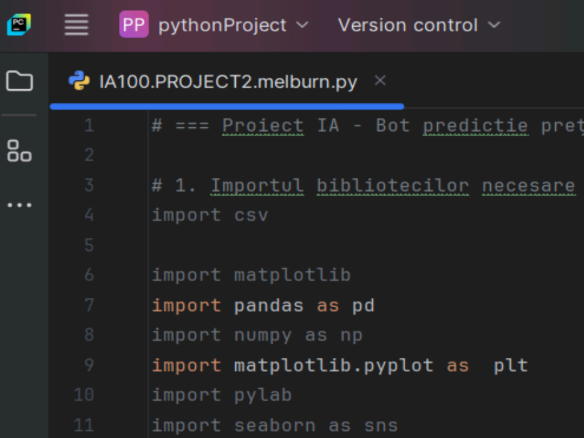 PC
PP pythonProject Version control
IA100.PROJECT2.melburn.py
1 # === Proiect IA - Bot predictie
2
3 # 1. Importul bibliotecilor necesare
4 import csv
5
6 import matplotlib
7 import pandas as pd
8 import numpy as np
9 import matplotlib.pyplot as plt
10 import pylab
11 import seaborn as sns